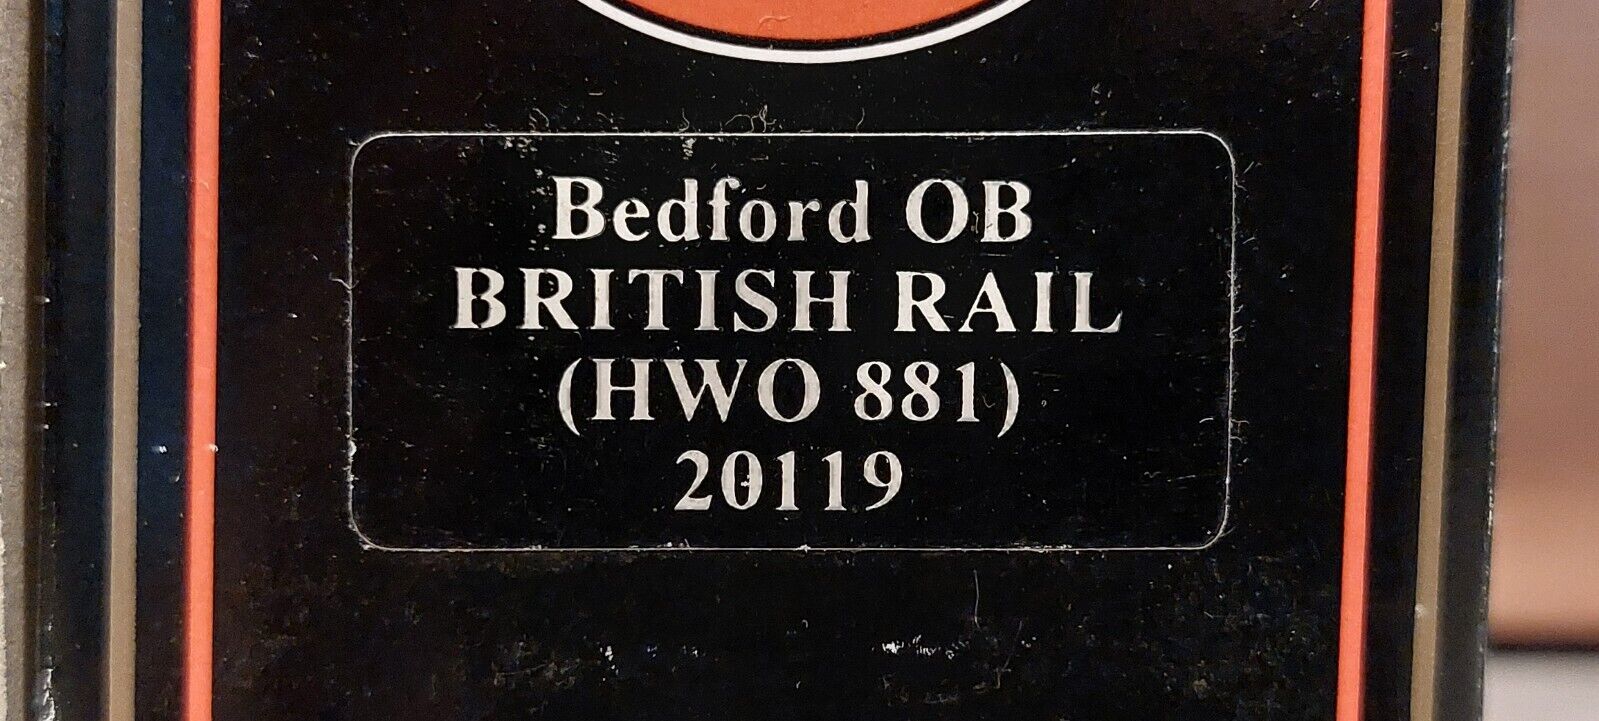 Bedford OB
BRITISH RAIL
(HWO 881)
20119